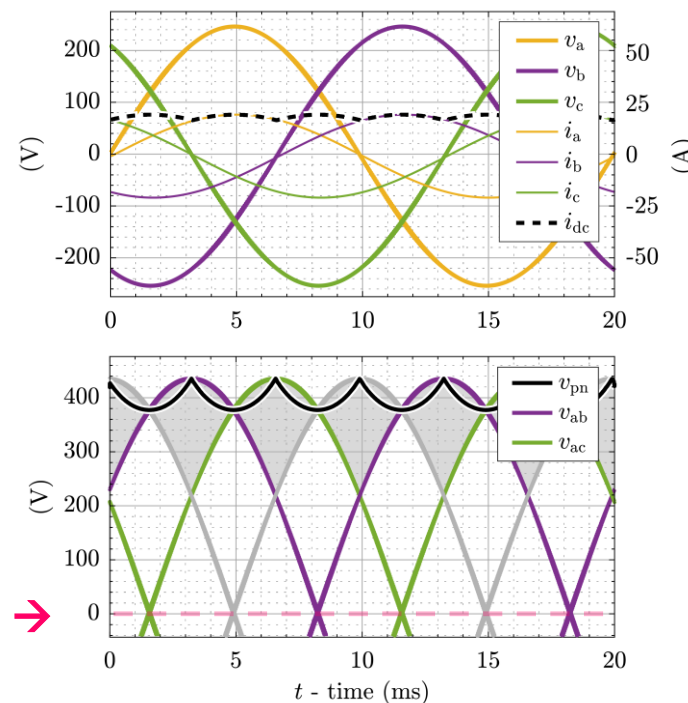 200
100
0
-100
-200
(V)
50
25
0
-25
-50
(A)
v_a
v_b
v_c
i_a
i_b
i_c
i_dc
0 5 10 15 20
400
300
200
100
0
(V)
v_pn
v_ab
v_ac
0 5 10 15 20
t - time (ms)